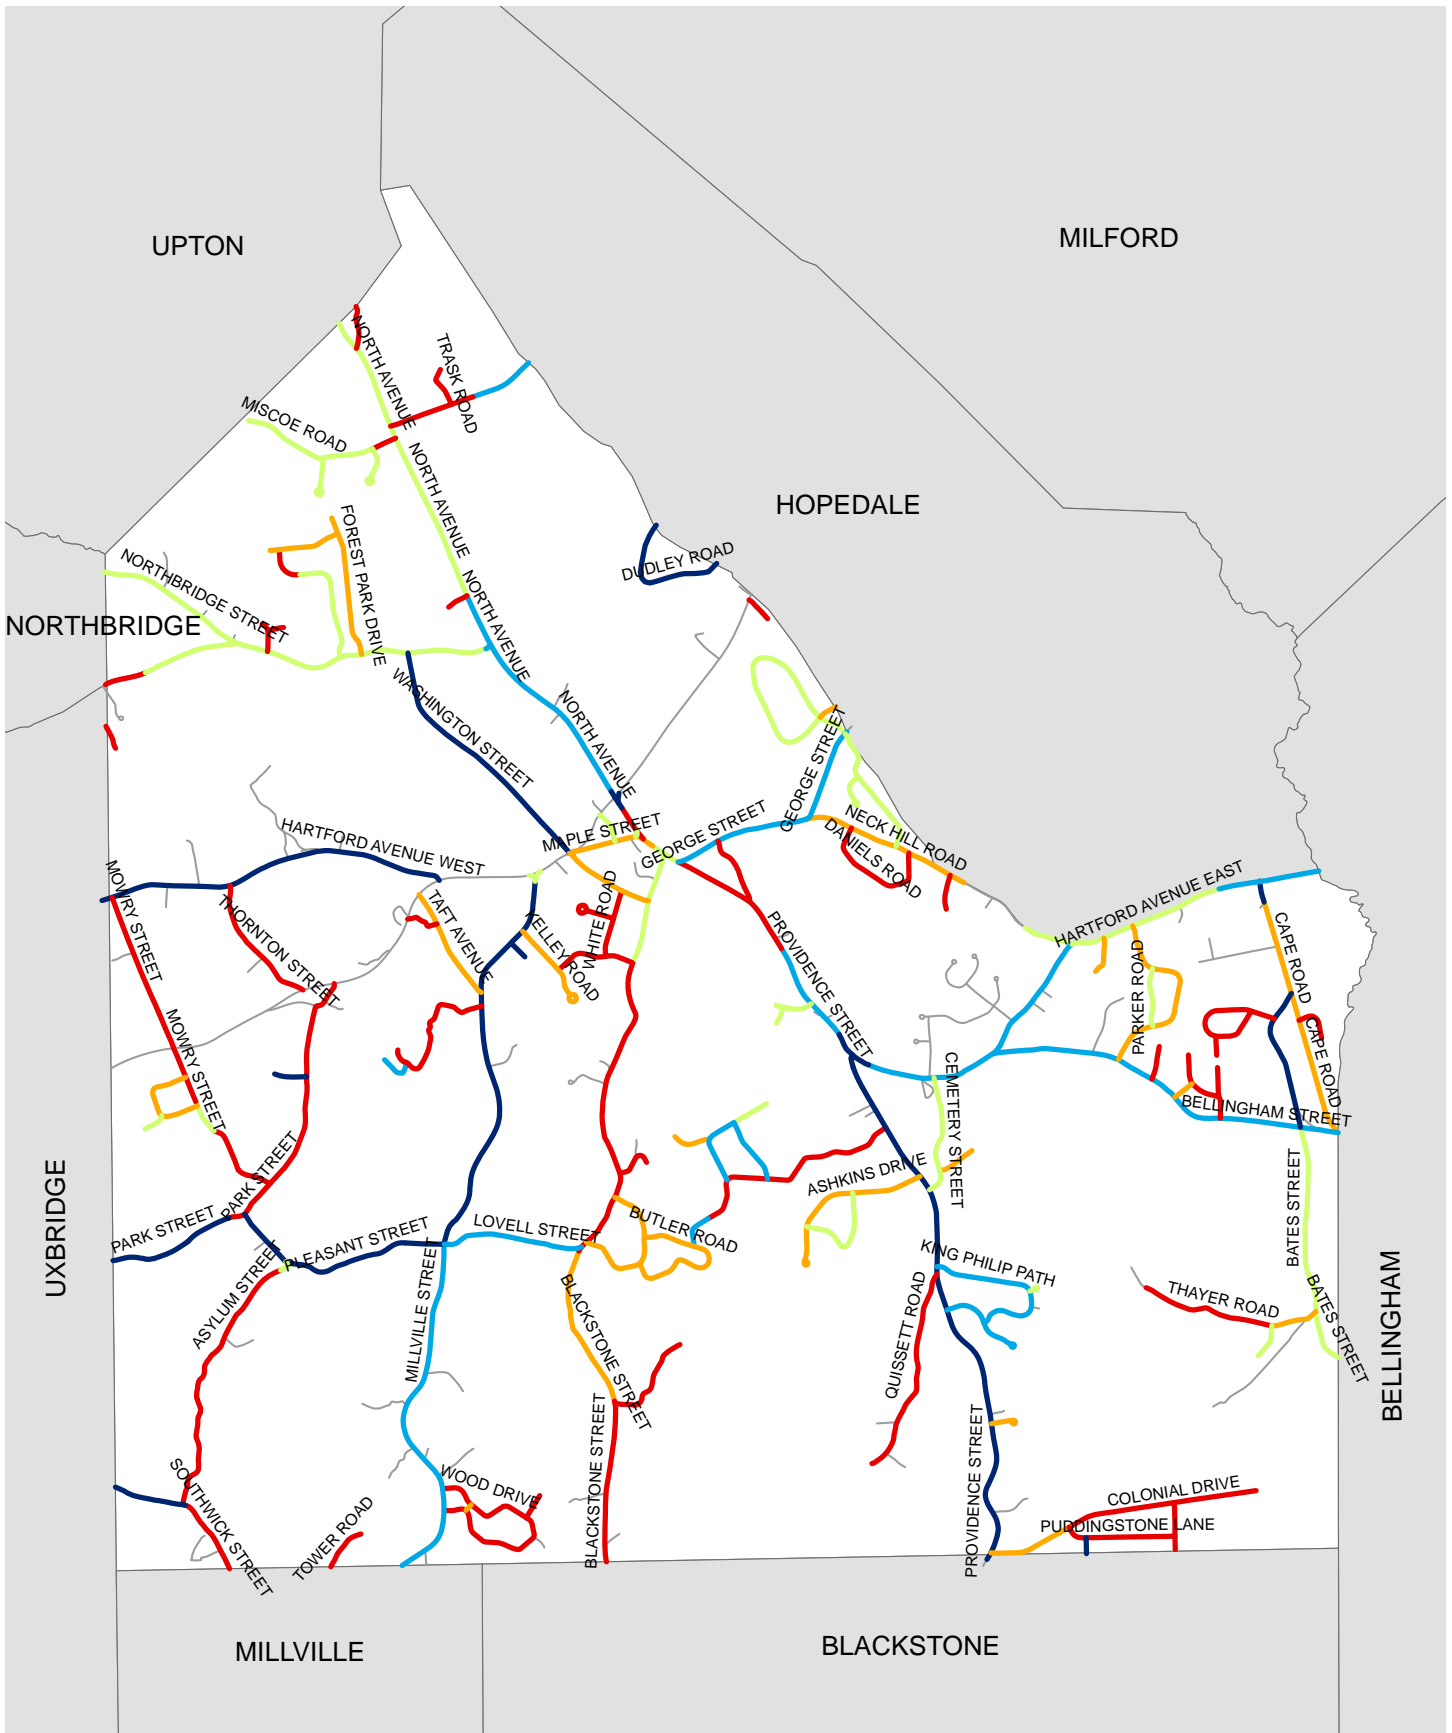 UPTON
MILFORD
NORTH AVENUE
TRASK ROAD
MISCOE ROAD
NORTH AVENUE
HOPEDALE
FOREST PARK DRIVE
NORTHBRIDGE STREET
DUDLEY ROAD
NORTH AVENUE
NORTHBRIDGE
WASHINGTON STREET
NORTH AVENUE
GEORGE STREET
MAPLE STREET
GEORGE STREET
NECK HILL ROAD
DANIELS ROAD
HARTFORD AVENUE WEST
MOWRY STREET
THORNTON STREET
TAFT AVENUE
KELLEY ROAD
WHITE ROAD
PROVIDENCE STREET
HARTFORD AVENUE EAST
CAPE ROAD
PARKER ROAD
MOWRY STREET
CAPE ROAD
CEMETERY STREET
BELLINGHAM STREET
PARK STREET
UXBRIDGE
ASHKINS DRIVE
BATES STREET
PARK STREET
PLEASANT STREET
LOVELL STREET
BUTLER ROAD
KING PHILIP PATH
ASYLUM STREET
MILLVILLE STREET
BLACKSTONE STREET
QUISSETT ROAD
THAYER ROAD
BATES STREET
BELLINGHAM
BLACKSTONE STREET
PROVIDENCE STREET
SOUTHWICK STREET
WOOD DRIVE
TOWER ROAD
COLONIAL DRIVE
PUDDINGSTONE LANE
MILLVILLE
BLACKSTONE